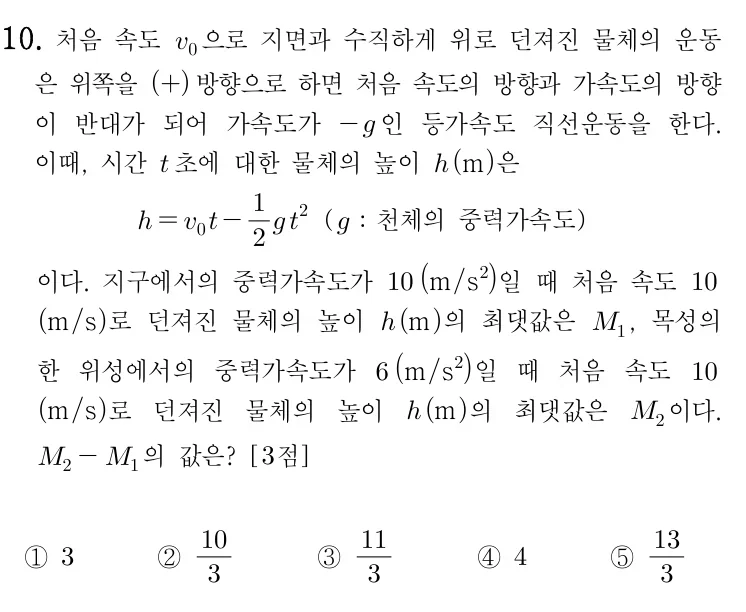 10. 처음 속도 v₀으로 지면과 수직하게 위로 던져진 물체의 운동
은 위쪽을 (+)방향으로 하면 처음 속도의 방향과 가속도의 방향
이 반대가 되어 가속도가 −g인 등가속도 직선운동을 한다.
이때, 시간 t초에 대한 물체의 높이 h(m)은
h=v₀t−1/2gt² (g : 천체의 중력가속도)
이다. 지구에서의 중력가속도가 10(m/s²)일 때 처음 속도 10
(m/s)로 던져진 물체의 높이 h(m)의 최댓값은 M₁, 목성의
한 위성에서의 중력가속도가 6(m/s²)일 때 처음 속도 10
(m/s)로 던져진 물체의 높이 h(m)의 최댓값은 M₂이다.
M₂−M₁의 값은? [3점]
① 3 ② 10/3 ③ 11/3 ④ 4 ⑤ 13/3